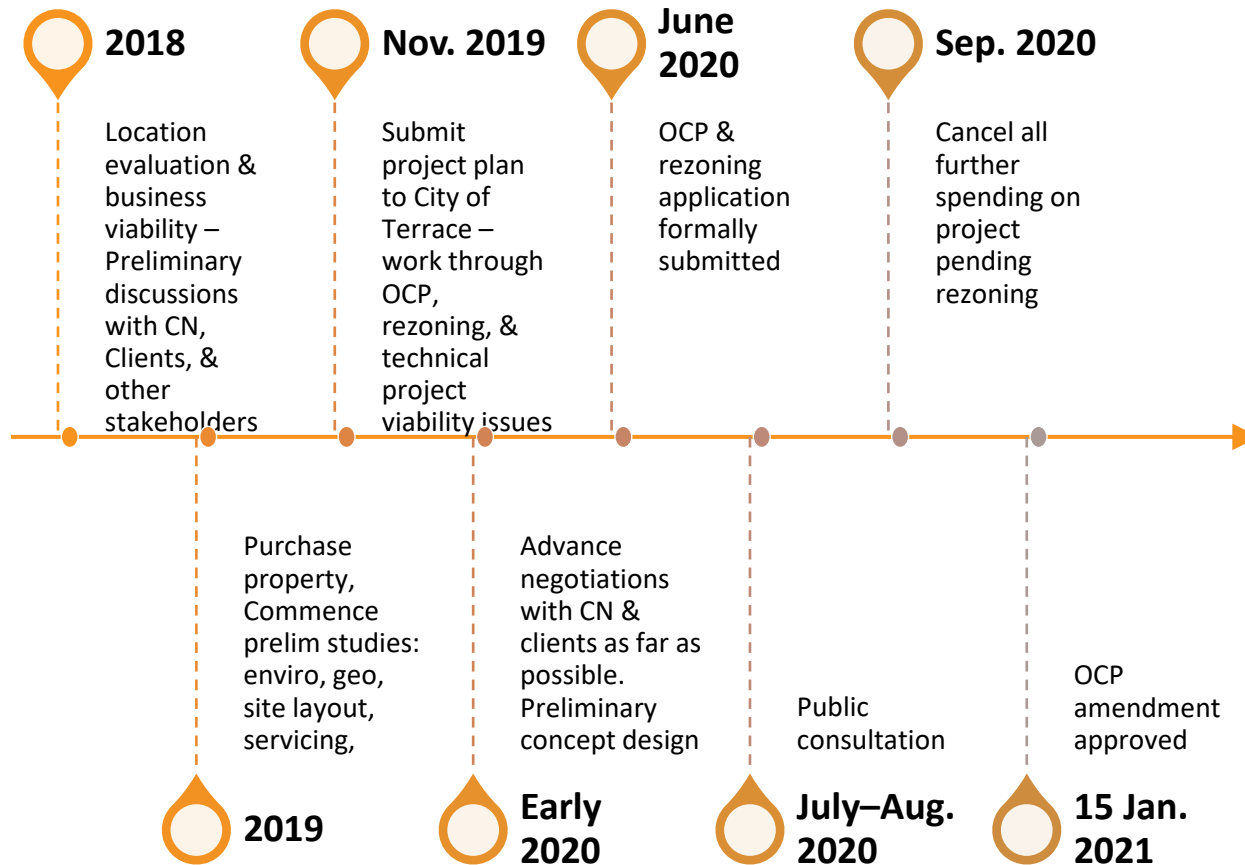 2018
Location
evaluation &
business
viability –
Preliminary
discussions
with CN,
Clients, &
other
stakeholders
2019
Purchase
property,
Commence
prelim studies:
enviro, geo,
site layout,
servicing,
Nov. 2019
Submit
project plan
to City of
Terrace –
work through
OCP,
rezoning, &
technical
project
viability issues
Early
2020
Advance
negotiations
with CN &
clients as far as
possible.
Preliminary
concept design
June
2020
OCP &
rezoning
application
formally
submitted
July–Aug.
2020
Public
consultation
Sep. 2020
Cancel all
further
spending on
project
pending
rezoning
15 Jan.
2021
OCP
amendment
approved